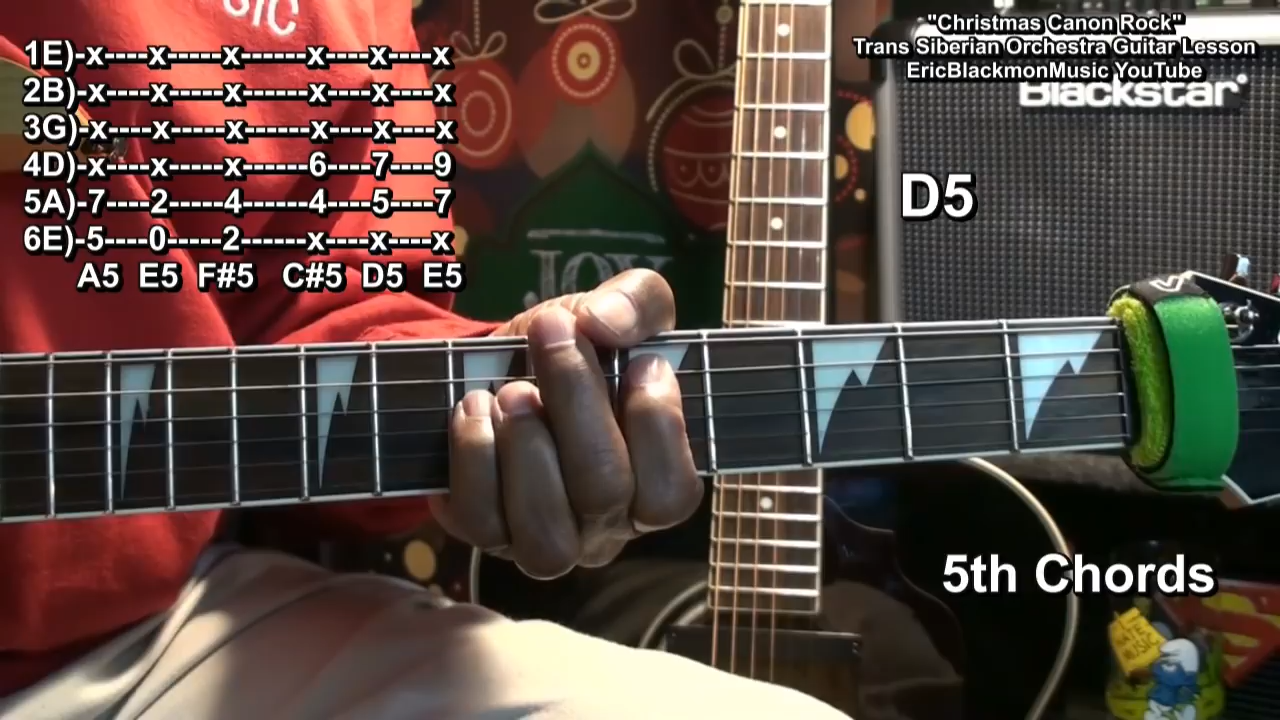 "Christmas Canon Rock"
Trans Siberian Orchestra Guitar Lesson
EricBlackmonMusic YouTube
Blackstar
1E)-x----x-----x------x----x----x
2B)-x----x-----x------x----x----x
3G)-x----x-----x------x----x----x
4D)-x----x-----x------6----7----9
5A)-7----2-----4------4----5----7
6E)-5----0-----2------x----x----x
A5 E5 F#5 C#5 D5 E5
D5
JOY
5th Chords
HATE
MUSIC